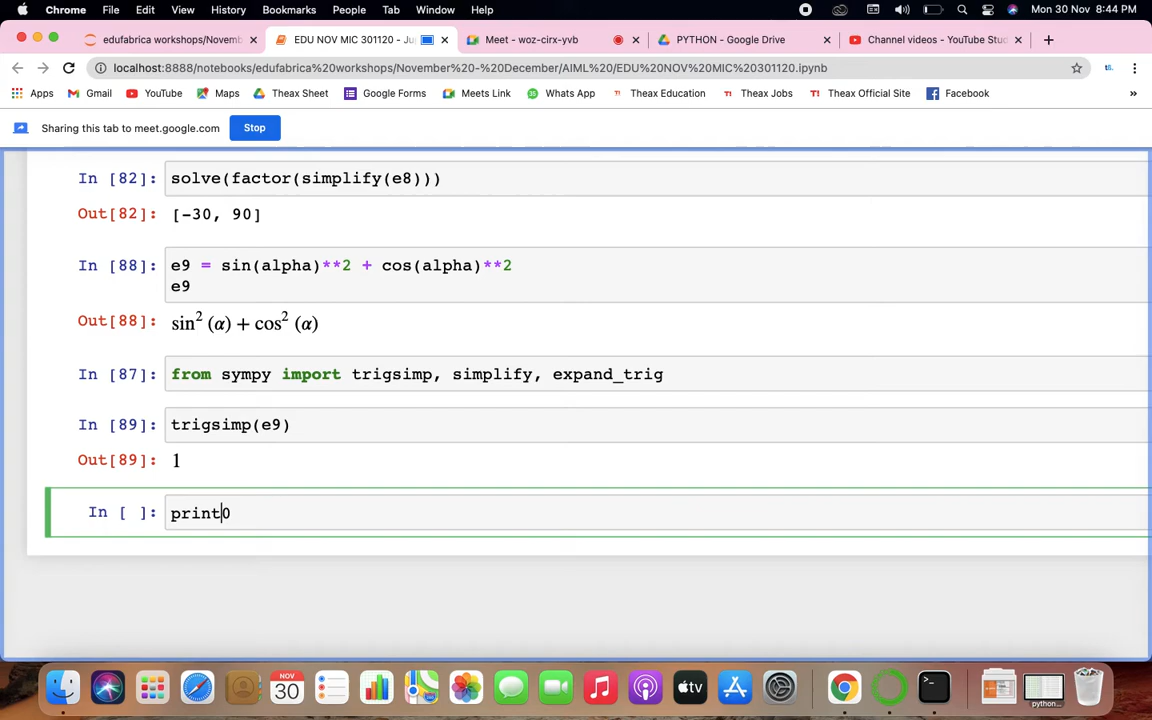 Chrome File Edit View History Bookmarks People Tab Window Help Mon 30 Nov 8:44 PM
edufabrica workshops/Novemb EDU NOV MIC 301120 - Ju Meet - woz-cirx-yvb PYTHON - Google Drive Channel videos - YouTube Stu
localhost:8888/notebooks/edufabrica%20workshops/November%20-%20December/AIML%20/EDU%20NOV%20MIC%20301120.ipynb
Apps Gmail YouTube Maps Theax Sheet Google Forms Meets Link Whats App Theax Education Theax Jobs Theax Official Site Facebook »
Sharing this tab to meet.google.com Stop
In [82]: solve(factor(simplify(e8)))
Out[82]: [-30, 90]
In [88]: e9 = sin(alpha)**2 + cos(alpha)**2
e9
Out[88]: sin² (α) + cos² (α)
In [87]: from sympy import trigsimp, simplify, expand_trig
In [89]: trigsimp(e9)
Out[89]: 1
In [ ]: print0
NOV
30
tv
python...